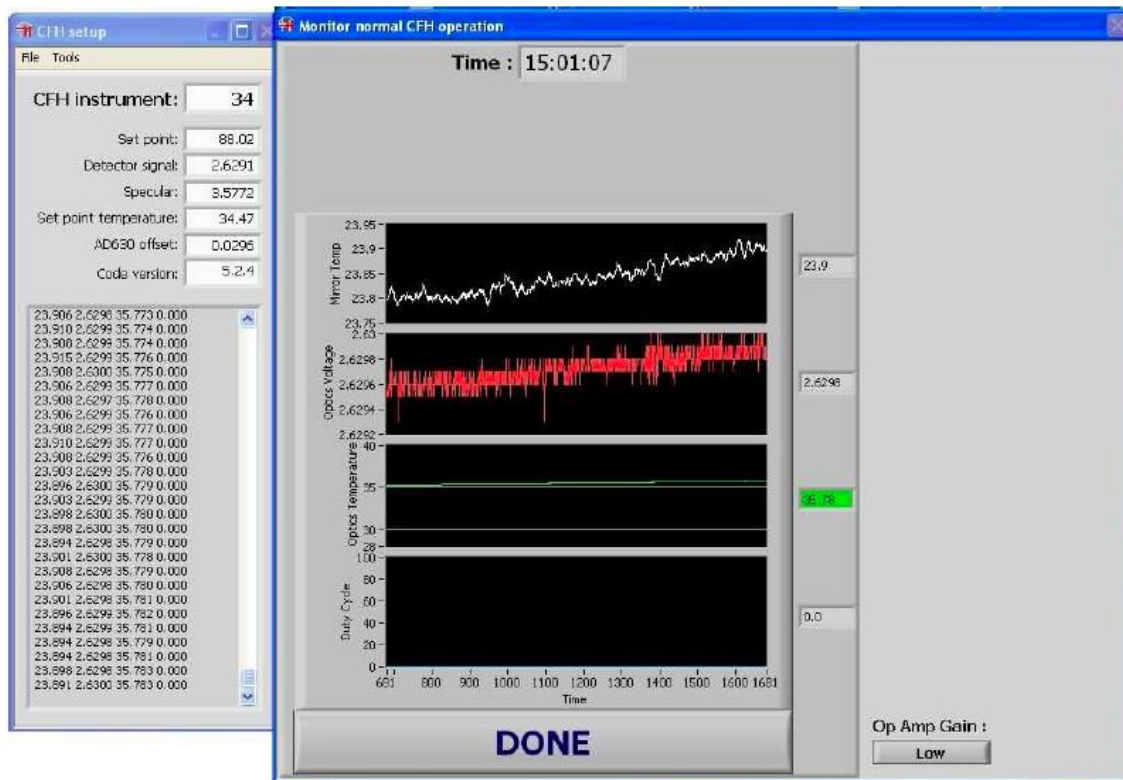 CFH setup
File Tools
CFH instrument: 34
Set point: 88.02
Detector signal: 2.6291
Specular: 3.5772
Set point temperature: 34.47
AD630 offset: 0.0296
Code version: 5.2.4
23.906 2.6298 35.773 0.000
23.910 2.6299 35.774 0.000
23.908 2.6299 35.774 0.000
23.915 2.6299 35.776 0.000
23.908 2.6300 35.775 0.000
23.906 2.6299 35.777 0.000
23.908 2.6297 35.778 0.000
23.906 2.6299 35.776 0.000
23.908 2.6299 35.777 0.000
23.910 2.6299 35.777 0.000
23.908 2.6299 35.776 0.000
23.903 2.6299 35.778 0.000
23.896 2.6300 35.779 0.000
23.903 2.6299 35.779 0.000
23.898 2.6300 35.780 0.000
23.898 2.6300 35.780 0.000
23.894 2.6298 35.779 0.000
23.901 2.6300 35.778 0.000
23.908 2.6298 35.779 0.000
23.906 2.6298 35.780 0.000
23.901 2.6298 35.781 0.000
23.896 2.6299 35.782 0.000
23.894 2.6299 35.781 0.000
23.894 2.6298 35.779 0.000
23.894 2.6298 35.781 0.000
23.898 2.6298 35.783 0.000
23.891 2.6300 35.783 0.000
Monitor normal CFH operation
Time : 15:01:07
Mirror Temp
23.95
23.9
23.85
23.8
23.75
23.9
Optics Voltage
2.63
2.6298
2.6296
2.6294
2.6292
2.6298
Optics Temperature
40
35
30
28
35.78
Duty Cycle
100
80
60
40
20
0
0.0
681 800 900 1000 1100 1200 1300 1400 1500 1600 1681
Time
DONE
Op Amp Gain :
Low